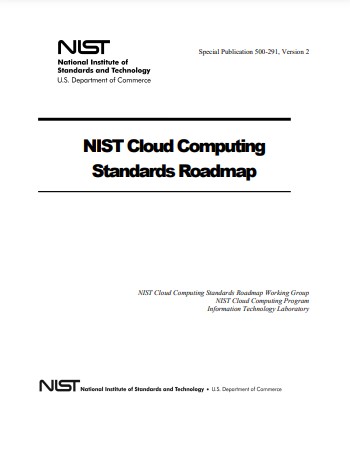 NIST
Special Publication 500-291, Version 2
National Institute of
Standards and Technology
U.S. Department of Commerce
NIST Cloud Computing
Standards Roadmap
NIST Cloud Computing Standards Roadmap Working Group
NIST Cloud Computing Program
Information Technology Laboratory
NIST National Institute of Standards and Technology • U.S. Department of Commerce